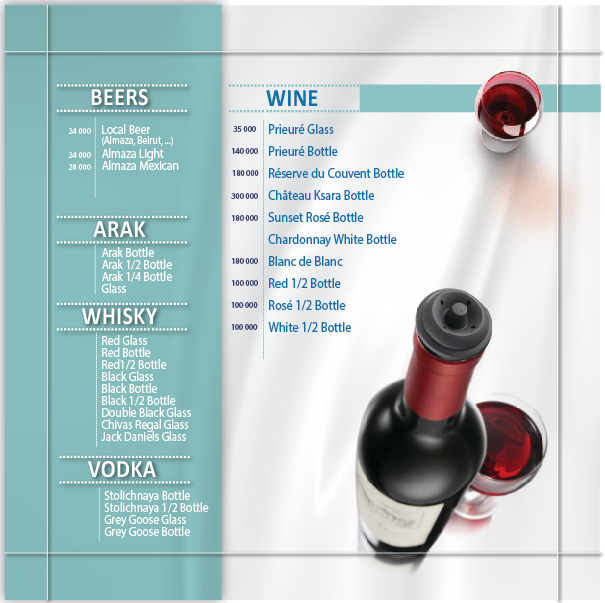 BEERS
24 000 Local Beer
(Almaza, Beirut, ...)
24 000 Almaza Light
28 000 Almaza Mexican
ARAK
Arak Bottle
Arak 1/2 Bottle
Arak 1/4 Bottle
Glass
WHISKY
Red Glass
Red Bottle
Red1/2 Bottle
Black Glass
Black Bottle
Black 1/2 Bottle
Double Black Glass
Chivas Regal Glass
Jack Daniels Glass
VODKA
Stolichnaya Bottle
Stolichnaya 1/2 Bottle
Grey Goose Glass
Grey Goose Bottle
WINE
35 000 Prieuré Glass
140 000 Prieuré Bottle
180 000 Réserve du Couvent Bottle
300 000 Château Ksara Bottle
180 000 Sunset Rosé Bottle
Chardonnay White Bottle
180 000 Blanc de Blanc
100 000 Red 1/2 Bottle
100 000 Rosé 1/2 Bottle
100 000 White 1/2 Bottle